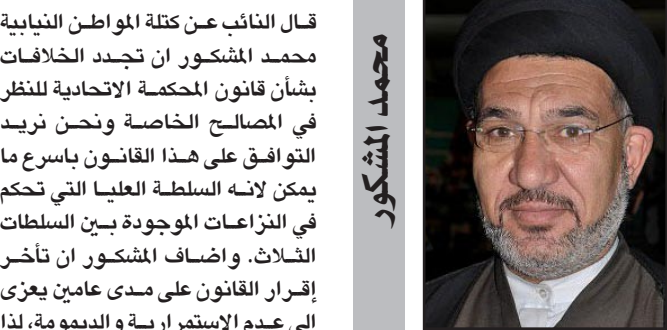 قال النائب عن كتلة المواطن النيابية
محمد المشكور ان تجدد الخلافات
بشأن قانون المحكمة الاتحادية للنظر
في المصالح الخاصة ونحن نريد
التوافق على هذا القانون باسرع ما
يمكن لانه السلطة العليا التي تحكم
في النزاعات الموجودة بين السلطات
الثلاث. واضاف المشكور ان تأخر
إقرار القانون على مدى عامين يعزى
الى عدم الاستمرارية والديمومة، لذا
محمد المشكور